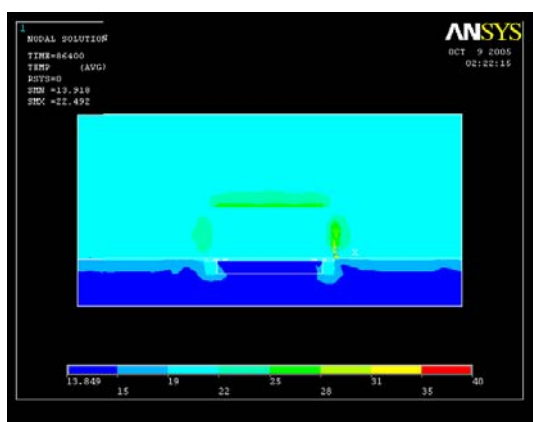 1
NODAL SOLUTION
TIME=86400
TEMP (AVG)
RSYS=0
SMN =13.918
SMX =22.492
ANSYS
OCT 9 2005
02:22:15
X
13.849 19 25 31 40
15 22 28 35